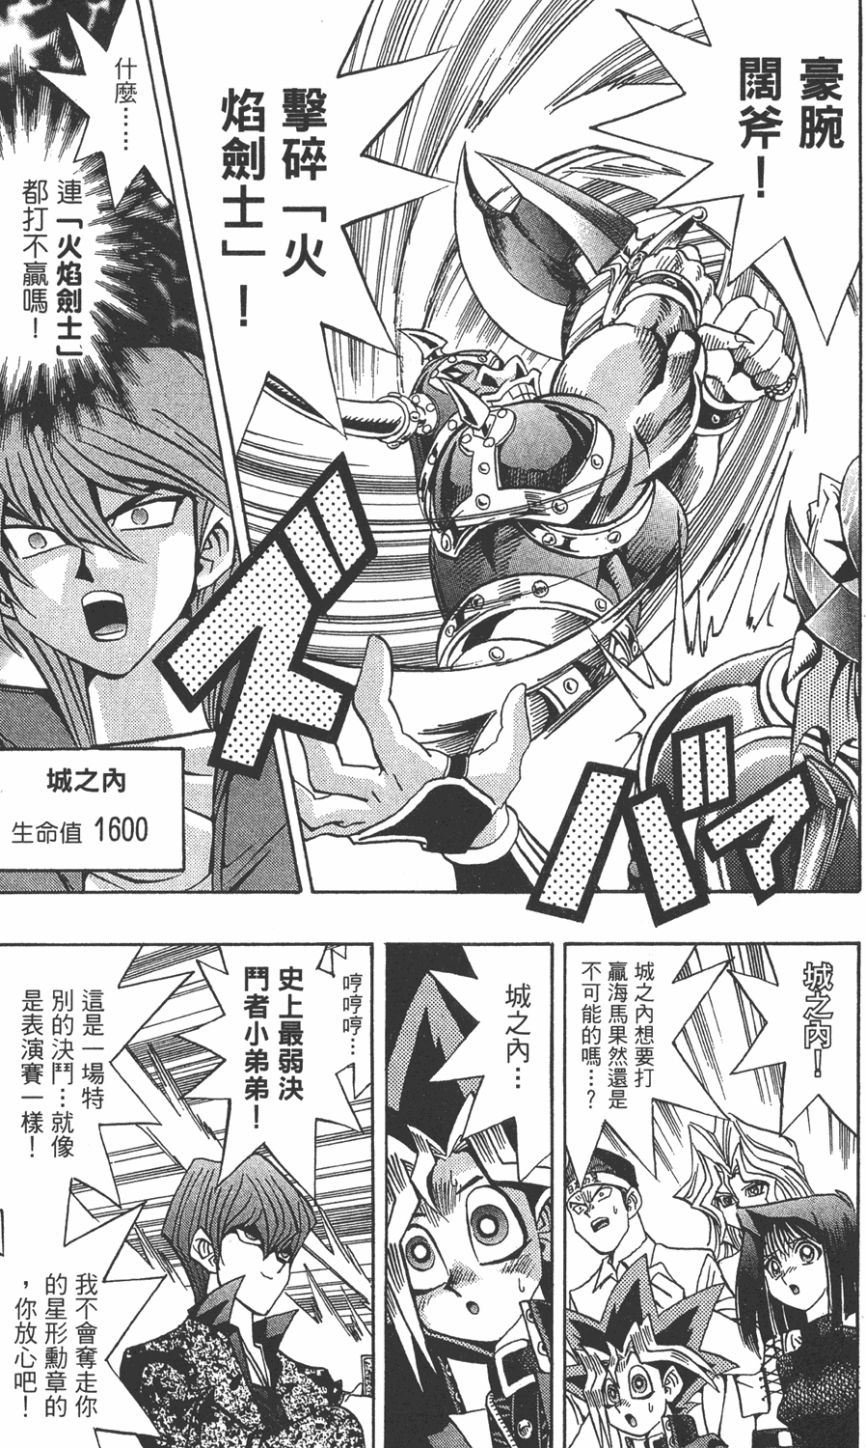 豪腕
闊斧！
擊碎「火
焰劍士」！
什麼……
連「火焰劍士」
都打不贏嗎！
ズバアッ
城之內
生命值 1600
城之內！
城之內想要打
贏海馬果然還是
不可能的嗎…？
城之內…
哼哼哼…
史上最弱決
鬥者小弟弟！
這是一場特
別的決鬥…就像
是表演賽一樣！
我不會奪走你
的星形勳章的
，你放心吧！